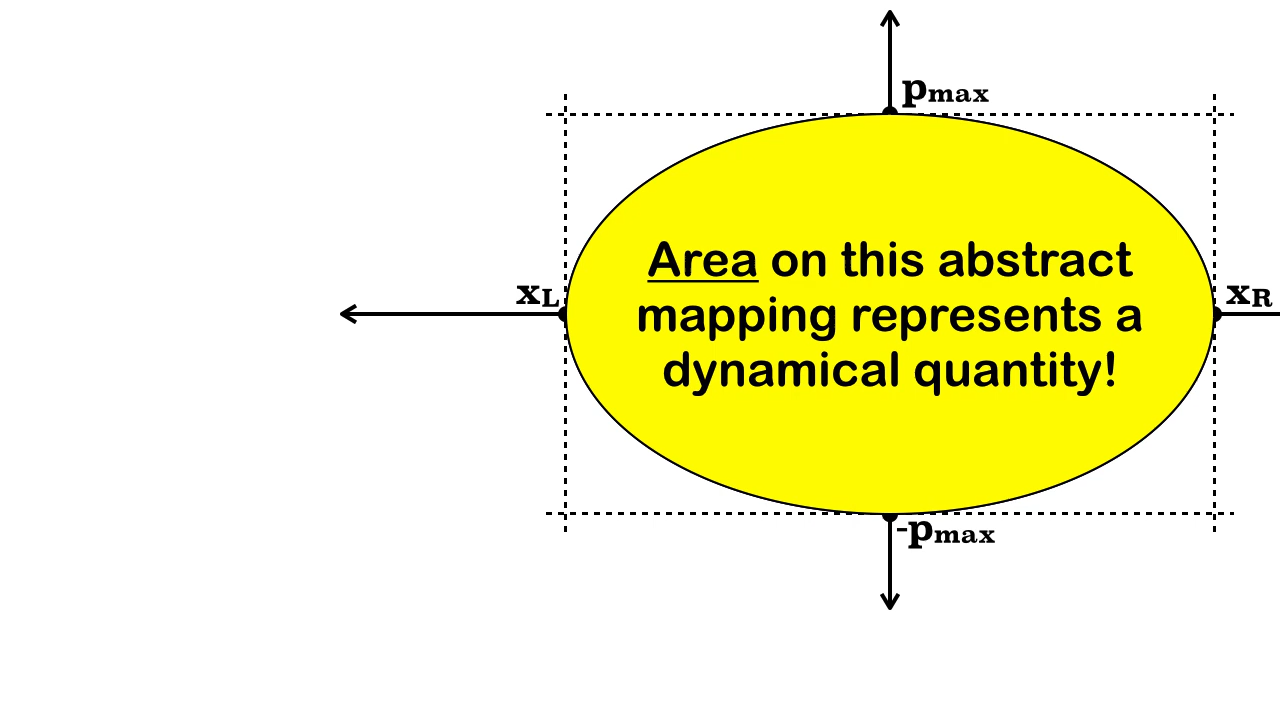 pmax
Area on this abstract
xL
xR
mapping represents a
dynamical quantity!
-pmax